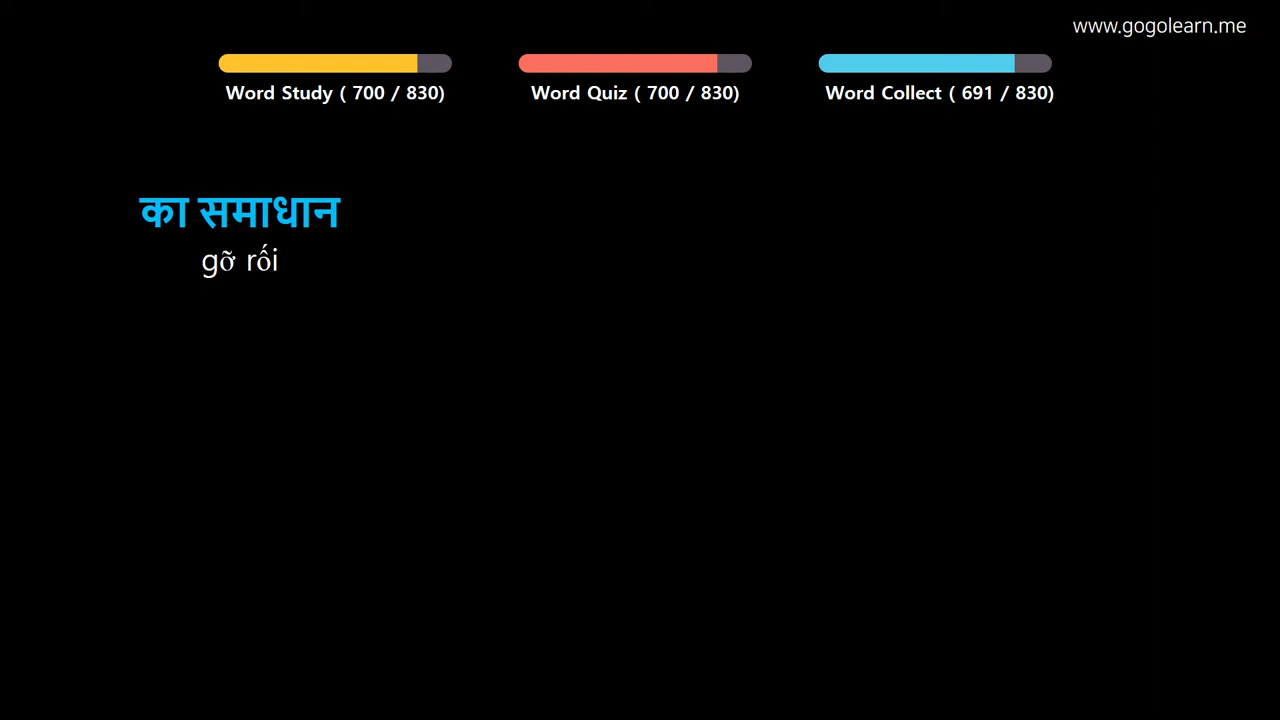 www.gogolearn.me
Word Study ( 700 / 830)
Word Quiz ( 700 / 830)
Word Collect ( 691 / 830)
का समाधान
gỡ rối